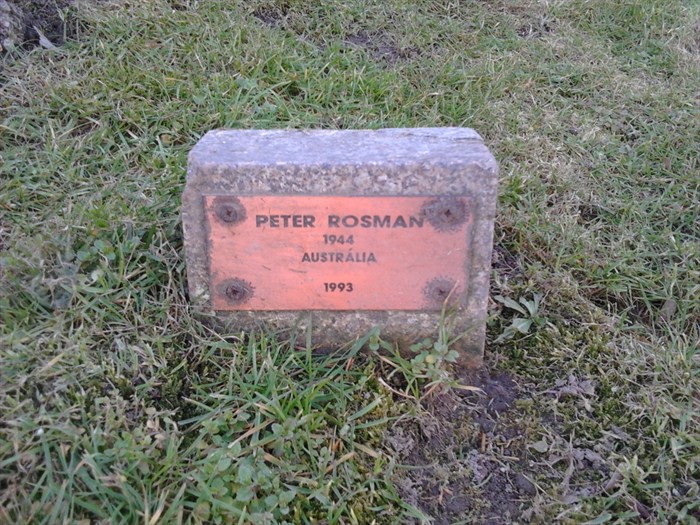 PETER ROSMAN
1944
AUSTRÁLIA
1993